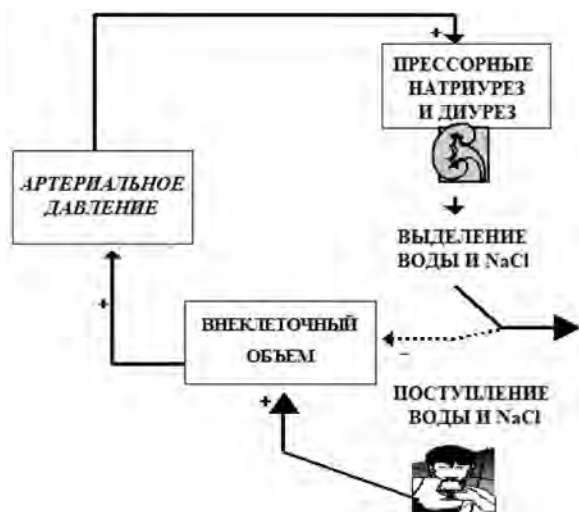 +
ПРЕССОРНЫЕ
НАТРИУРЕЗ
И ДИУРЕЗ
АРТЕРИАЛЬНОЕ
ДАВЛЕНИЕ
ВЫДЕЛЕНИЕ
ВОДЫ И NaCl
+
ВНЕКЛЕТОЧНЫЙ
ОБЪЕМ
–
+
ПОСТУПЛЕНИЕ
ВОДЫ И NaCl